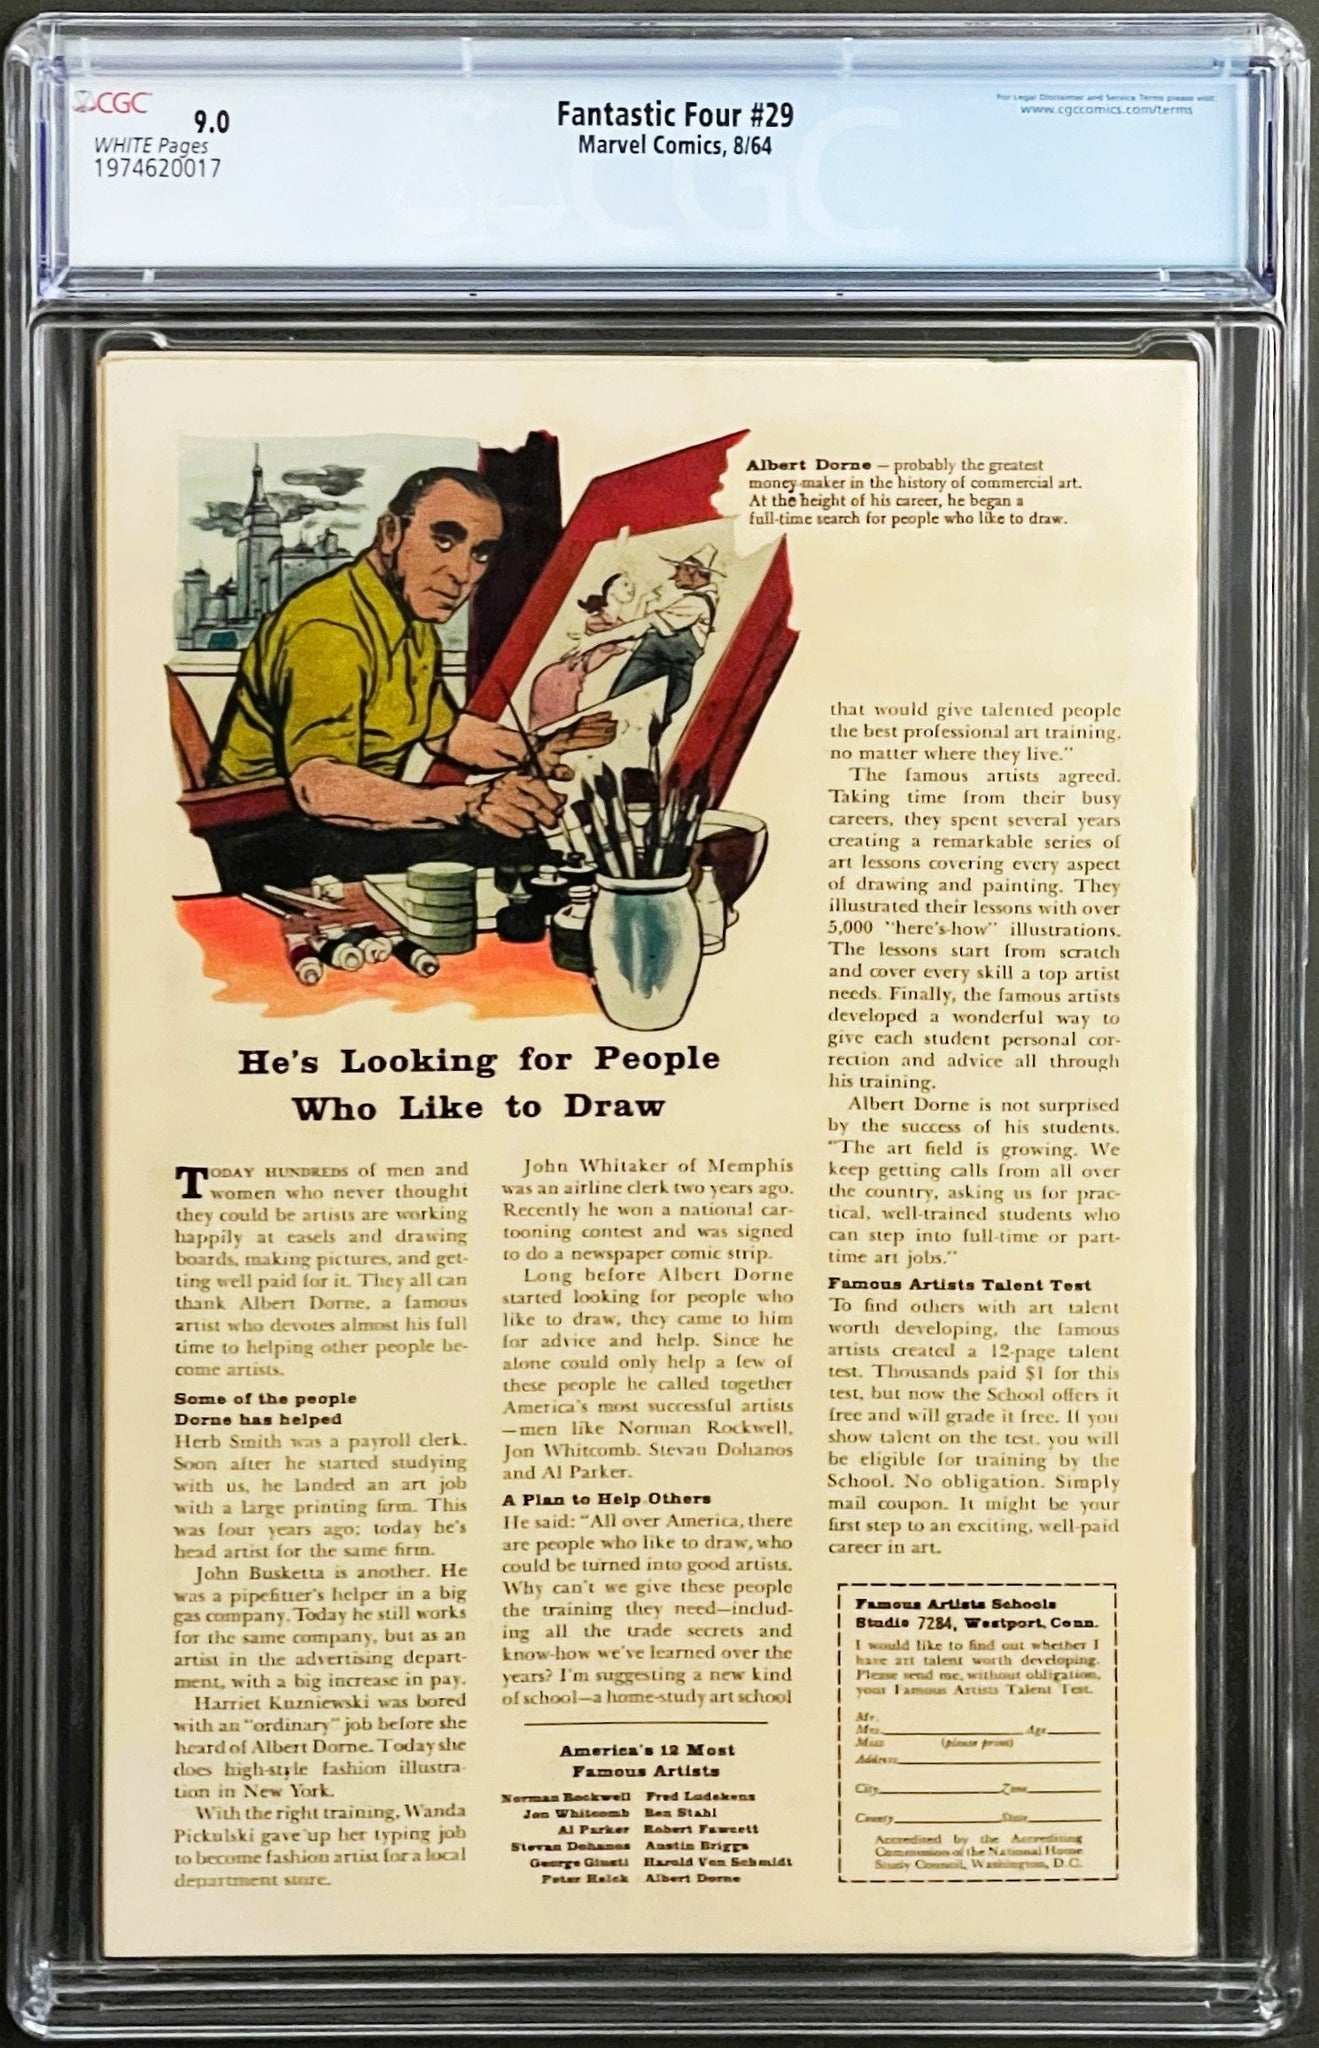 CGC
9.0
WHITE Pages
1974620017
Fantastic Four #29
Marvel Comics, 8/64
For Legal Disclaimer and Service Terms please visit:
www.cgccomics.com/terms
CGC
Albert Dorne — probably the greatest
money-maker in the history of commercial art.
At the height of his career, he began a
full-time search for people who like to draw.
He's Looking for People
Who Like to Draw
TODAY HUNDREDS of men and
women who never thought
they could be artists are working
happily at easels and drawing
boards, making pictures, and get-
ting well paid for it. They all can
thank Albert Dorne, a famous
artist who devotes almost his full
time to helping other people be-
come artists.
Some of the people
Dorne has helped
Herb Smith was a payroll clerk.
Soon after he started studying
with us, he landed an art job
with a large printing firm. This
was four years ago; today he's
head artist for the same firm.
John Busketta is another. He
was a pipefitter's helper in a big
gas company. Today he still works
for the same company, but as an
artist in the advertising depart-
ment, with a big increase in pay.
Harriet Kuzniewski was bored
with an "ordinary" job before she
heard of Albert Dorne. Today she
does high-style fashion illustra-
tion in New York.
With the right training, Wanda
Pickulski gave up her typing job
to become fashion artist for a local
department store.
John Whitaker of Memphis
was an airline clerk two years ago.
Recently he won a national car-
tooning contest and was signed
to do a newspaper comic strip.
Long before Albert Dorne
started looking for people who
like to draw, they came to him
for advice and help. Since he
alone could only help a few of
these people he called together
America's most successful artists
—men like Norman Rockwell,
Jon Whitcomb, Stevan Dohanos
and Al Parker.
A Plan to Help Others
He said: "All over America, there
are people who like to draw, who
could be turned into good artists.
Why can't we give these people
the training they need—includ-
ing all the trade secrets and
know-how we've learned over the
years? I'm suggesting a new kind
of school—a home-study art school
America's 12 Most
Famous Artists
Norman Rockwell Fred Ludekens
Jon Whitcomb Ben Stahl
Al Parker Robert Fawcett
Stevan Dohanos Austin Briggs
George Giusti Harold Von Schmidt
Peter Helck Albert Dorne
that would give talented people
the best professional art training,
no matter where they live."
The famous artists agreed.
Taking time from their busy
careers, they spent several years
creating a remarkable series of
art lessons covering every aspect
of drawing and painting. They
illustrated their lessons with over
5,000 "here's-how" illustrations.
The lessons start from scratch
and cover every skill a top artist
needs. Finally, the famous artists
developed a wonderful way to
give each student personal cor-
rection and advice all through
his training.
Albert Dorne is not surprised
by the success of his students.
"The art field is growing. We
keep getting calls from all over
the country, asking us for prac-
tical, well-trained students who
can step into full-time or part-
time art jobs."
Famous Artists Talent Test
To find others with art talent
worth developing, the famous
artists created a 12-page talent
test. Thousands paid $1 for this
test, but now the School offers it
free and will grade it free. If you
show talent on the test, you will
be eligible for training by the
School. No obligation. Simply
mail coupon. It might be your
first step to an exciting, well-paid
career in art.
Famous Artists Schools
Studio 7284, Westport, Conn.
I would like to find out whether I
have art talent worth developing.
Please send me, without obligation,
your Famous Artists Talent Test.
Mr.
Mrs. Age
Miss (please print)
Address
City Zone
County State
Accredited by the Accrediting
Commission of the National Home
Study Council, Washington, D.C.